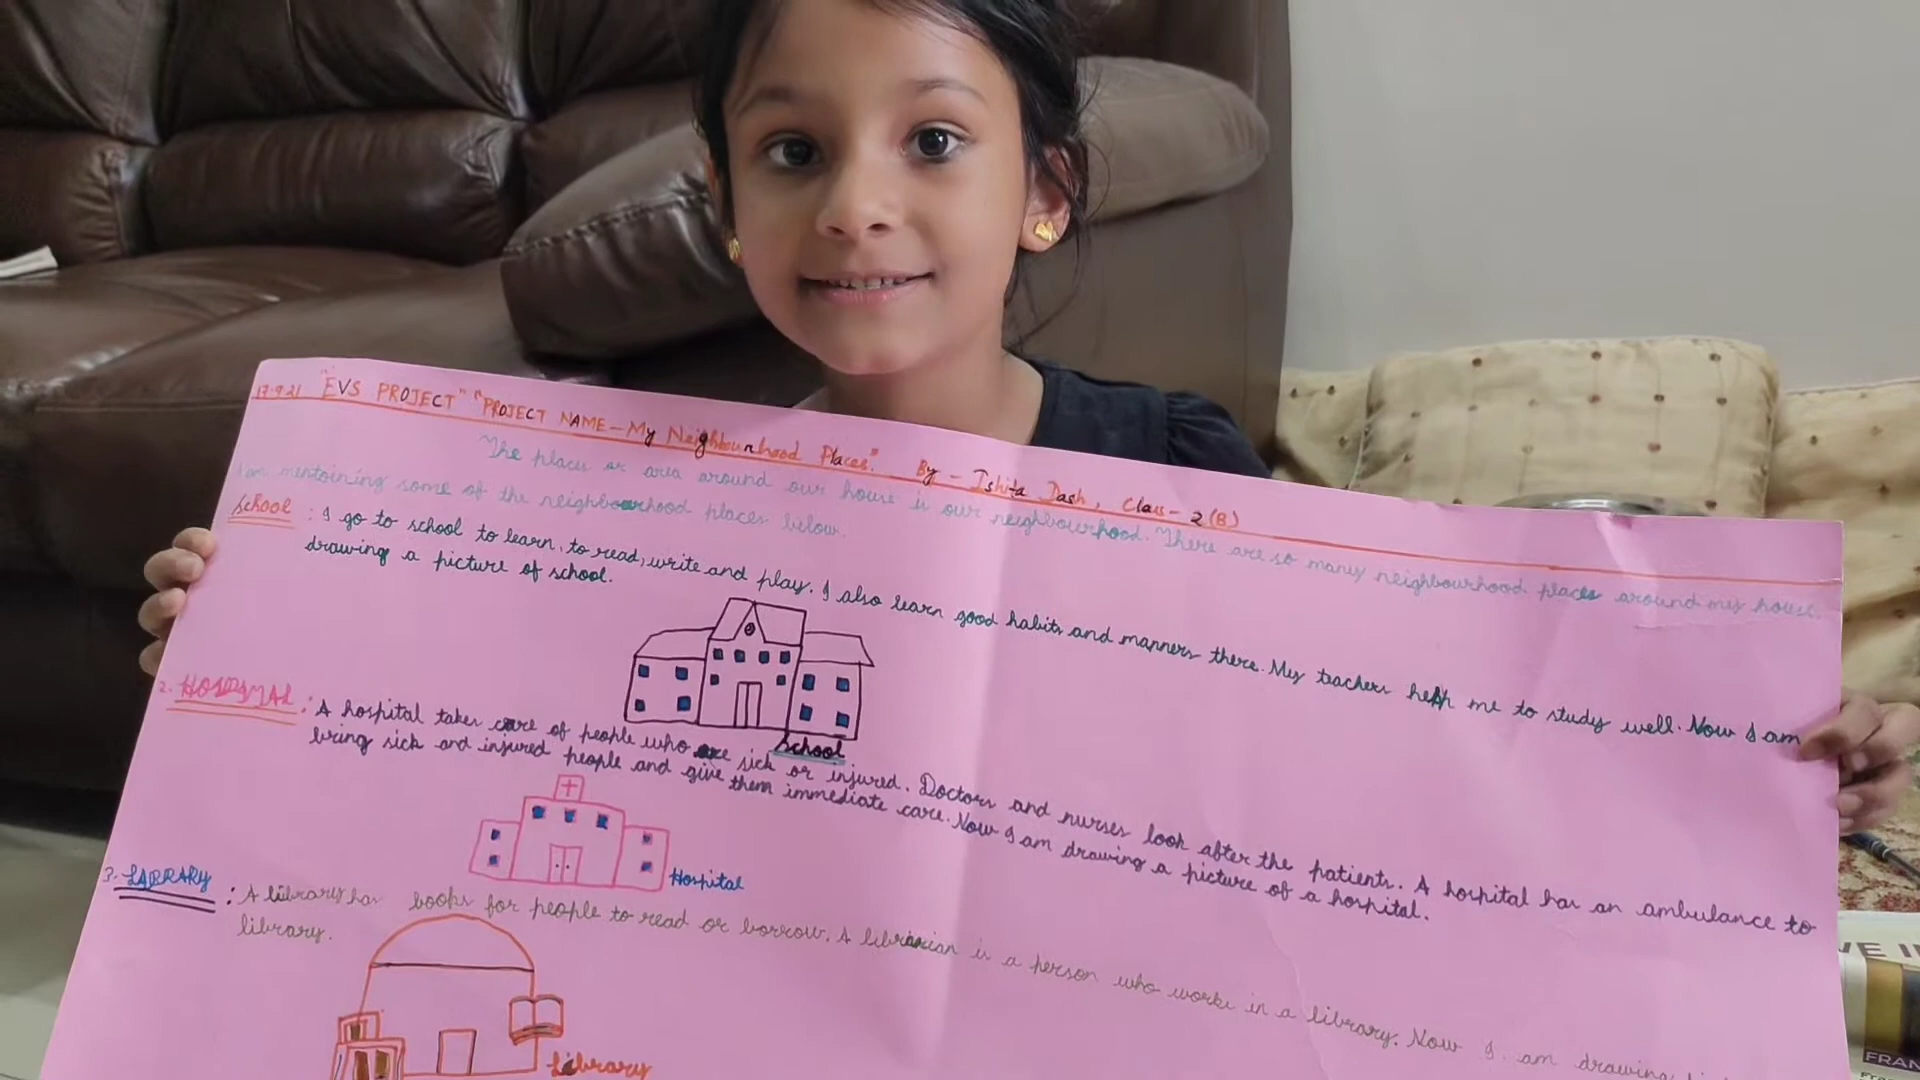 17.9.21 "EVS PROJECT" "PROJECT NAME - My Neighbourhood Places". By - Ishita Dash, Class - 2 (B)
The places or area around our house is our neighbourhood. There are so many neighbourhood places around my house.
I am mentoining some of the neighbourhood places below.
School : I go to school to learn, to read, write and play. I also learn good habits and manners there. My teachers help me to study well. Now I am
drawing a picture of school.
School
2. HOSPITAL : A hospital takes care of people who are sick or injured. Doctors and nurses look after the patients. A hospital has an ambulance to
bring sick and injured people and give them immediate care. Now I am drawing a picture of a hospital.
Hospital
3. LIBRARY : A library has books for people to read or borrow. A librarian is a person who works in a library. Now I am drawing
library.
Library